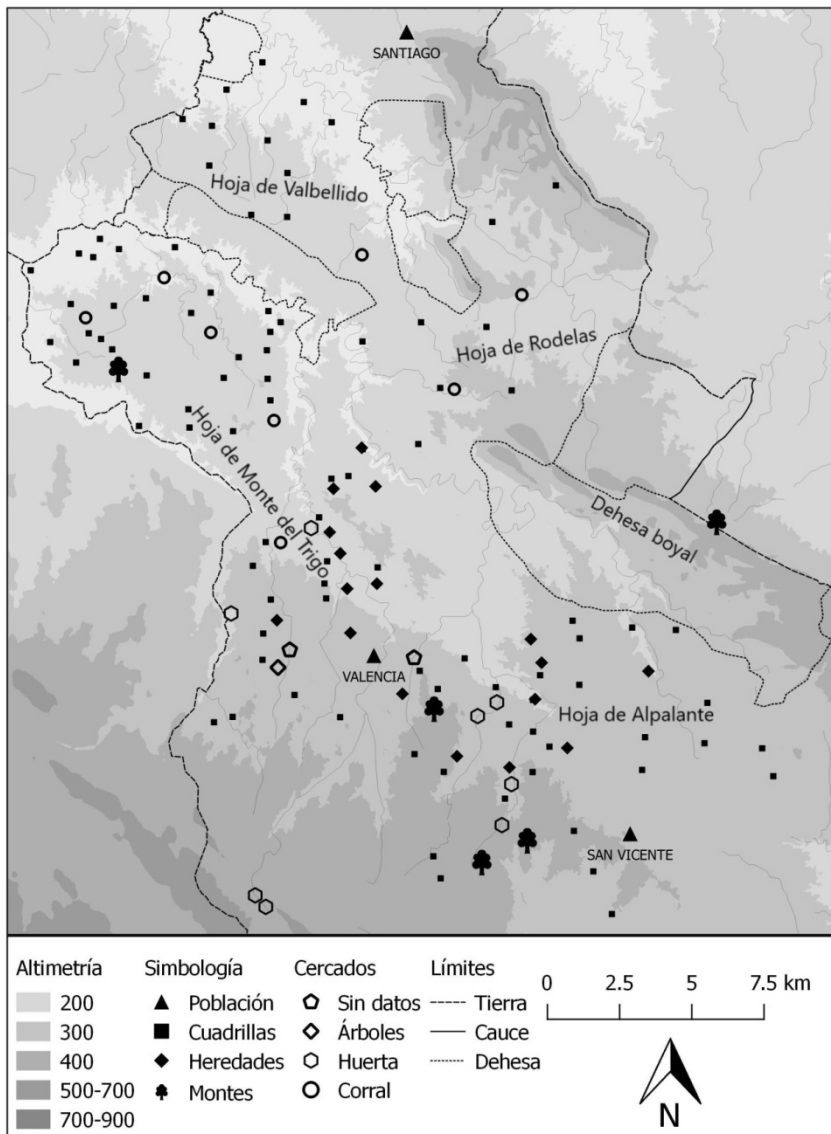 SANTIAGO
Hoja de Valbellido
Hoja de Rodelas
Hoja de Monte del Trigo
Dehesa boyal
VALENCIA
Hoja de Alpalante
SAN VICENTE
Altimetría
200
300
400
500-700
700-900
Simbología
Población
Cuadrillas
Heredades
Montes
Cercados
Sin datos
Árboles
Huerta
Corral
Límites
Tierra
Cauce
Dehesa
0 2.5 5 7.5 km
N